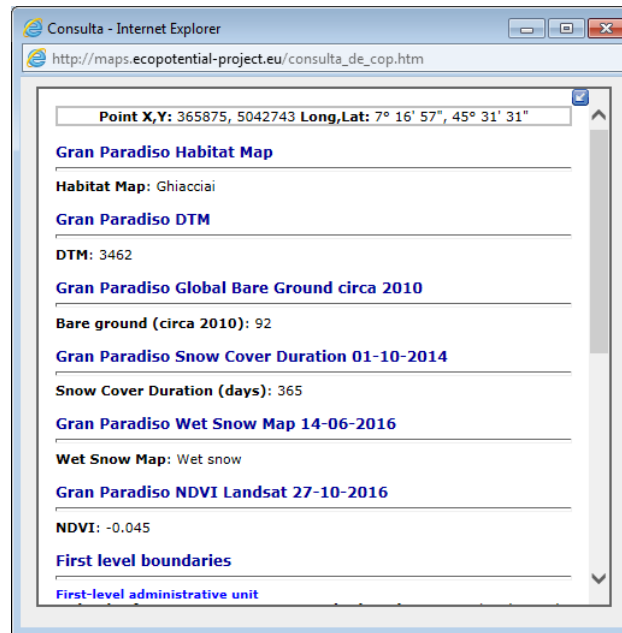 Consulta - Internet Explorer
http://maps.ecopotential-project.eu/consulta_de_cop.htm
Point X,Y: 365875, 5042743 Long,Lat: 7º 16' 57", 45º 31' 31"
Gran Paradiso Habitat Map
Habitat Map: Ghiacciai
Gran Paradiso DTM
DTM: 3462
Gran Paradiso Global Bare Ground circa 2010
Bare ground (circa 2010): 92
Gran Paradiso Snow Cover Duration 01-10-2014
Snow Cover Duration (days): 365
Gran Paradiso Wet Snow Map 14-06-2016
Wet Snow Map: Wet snow
Gran Paradiso NDVI Landsat 27-10-2016
NDVI: -0.045
First level boundaries
First-level administrative unit